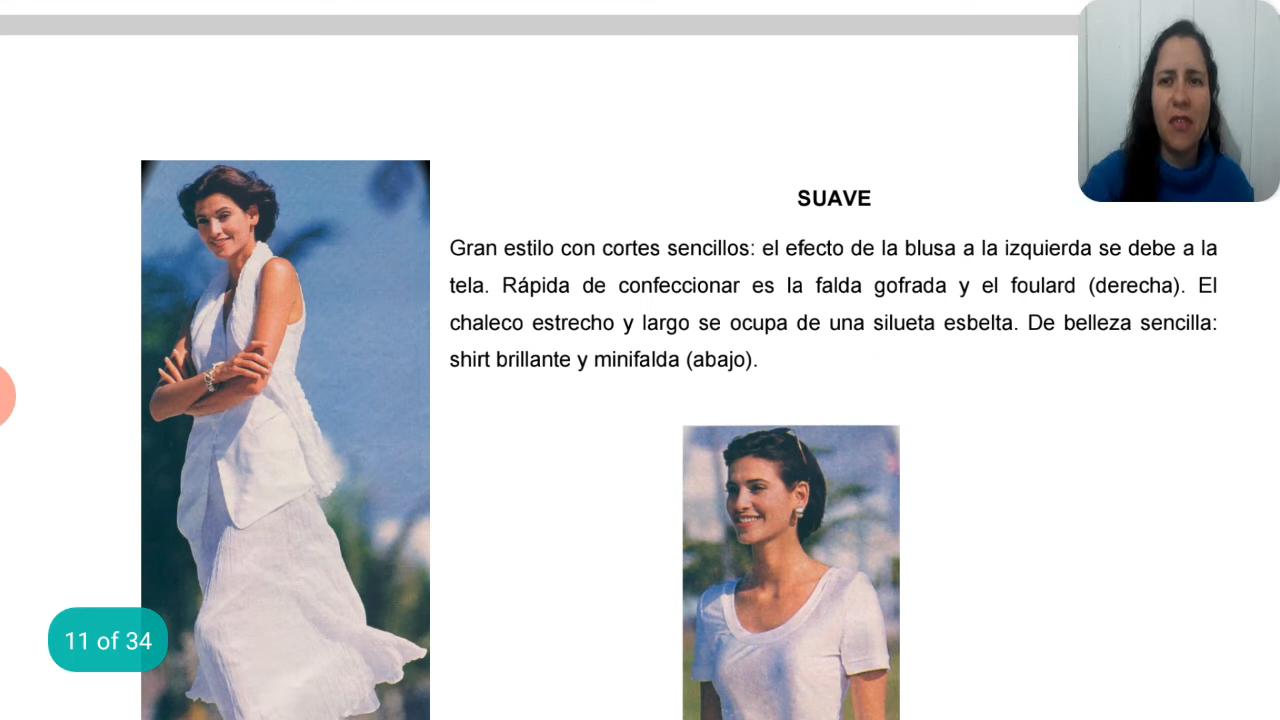 SUAVE
Gran estilo con cortes sencillos: el efecto de la blusa a la izquierda se debe a la
tela. Rápida de confeccionar es la falda gofrada y el foulard (derecha). El
chaleco estrecho y largo se ocupa de una silueta esbelta. De belleza sencilla:
shirt brillante y minifalda (abajo).
11 of 34